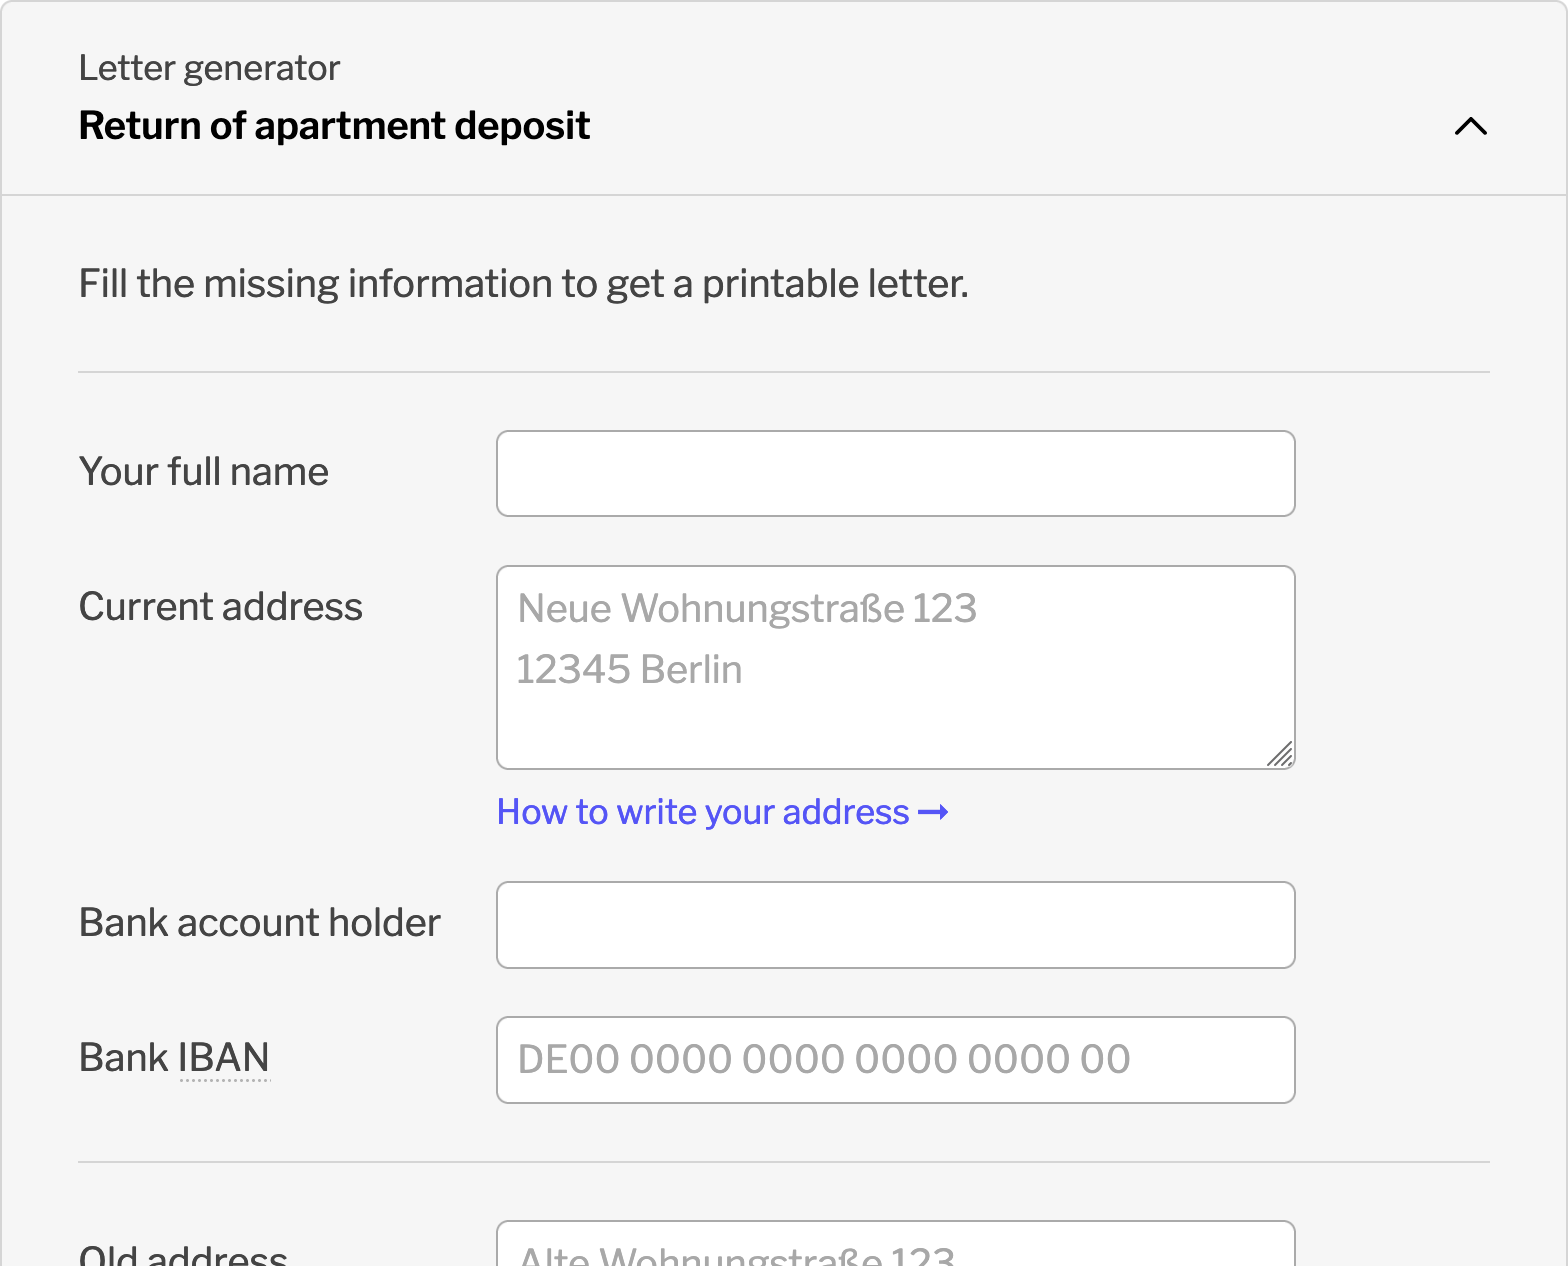 Letter generator
Return of apartment deposit
Fill the missing information to get a printable letter.
Your full name
Current address
Neue Wohnungstraße 123
12345 Berlin
How to write your address →
Bank account holder
Bank IBAN
DE00 0000 0000 0000 0000 00
Old address
Alte Wohnungstraße 123